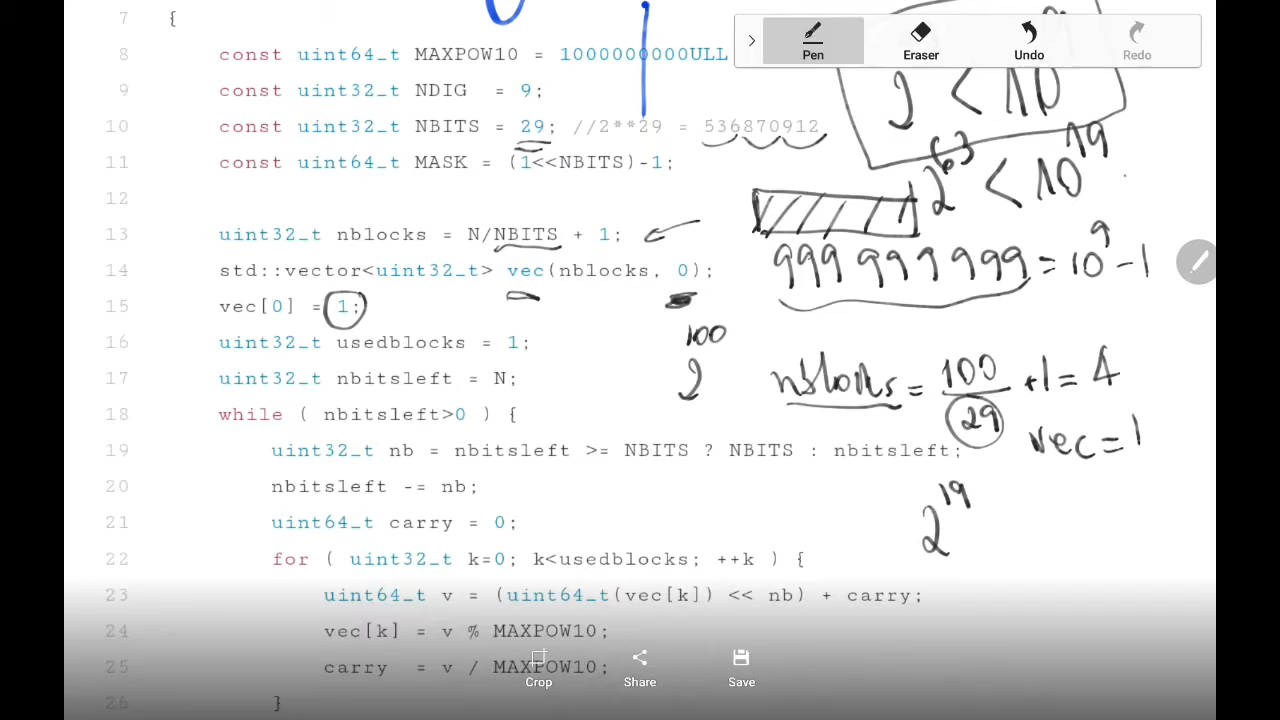 7 {
8 const uint64_t MAXPOW10 = 1000000000ULL
9 const uint32_t NDIG = 9;
10 const uint32_t NBITS = 29; //2**29 = 536870912
11 const uint64_t MASK = (1<<NBITS)-1;
12
13 uint32_t nblocks = N/NBITS + 1;
14 std::vector<uint32_t> vec(nblocks, 0);
15 vec[0] = 1;
16 uint32_t usedblocks = 1;
17 uint32_t nbitsleft = N;
18 while ( nbitsleft>0 ) {
19 uint32_t nb = nbitsleft >= NBITS ? NBITS : nbitsleft;
20 nbitsleft -= nb;
21 uint64_t carry = 0;
22 for ( uint32_t k=0; k<usedblocks; ++k ) {
23 uint64_t v = (uint64_t(vec[k]) << nb) + carry;
24 vec[k] = v % MAXPOW10;
25 carry = v / MAXPOW10;
26 }
Pen Eraser Undo Redo
2 < 10
2^63 < 10^19
999 999 999 = 10^9 - 1
2^100
nblocks = 100/29 + 1 = 4
vec = 1
2^19
Crop Share Save